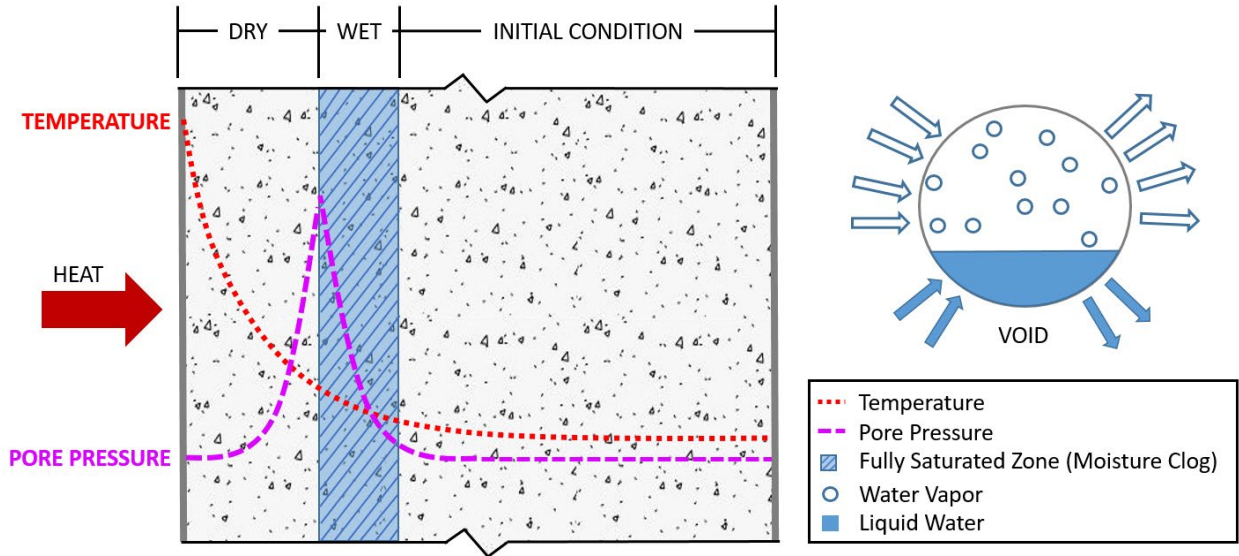 DRY
WET
INITIAL CONDITION
TEMPERATURE
HEAT
PORE PRESSURE
VOID
Temperature
Pore Pressure
Fully Saturated Zone (Moisture Clog)
Water Vapor
Liquid Water